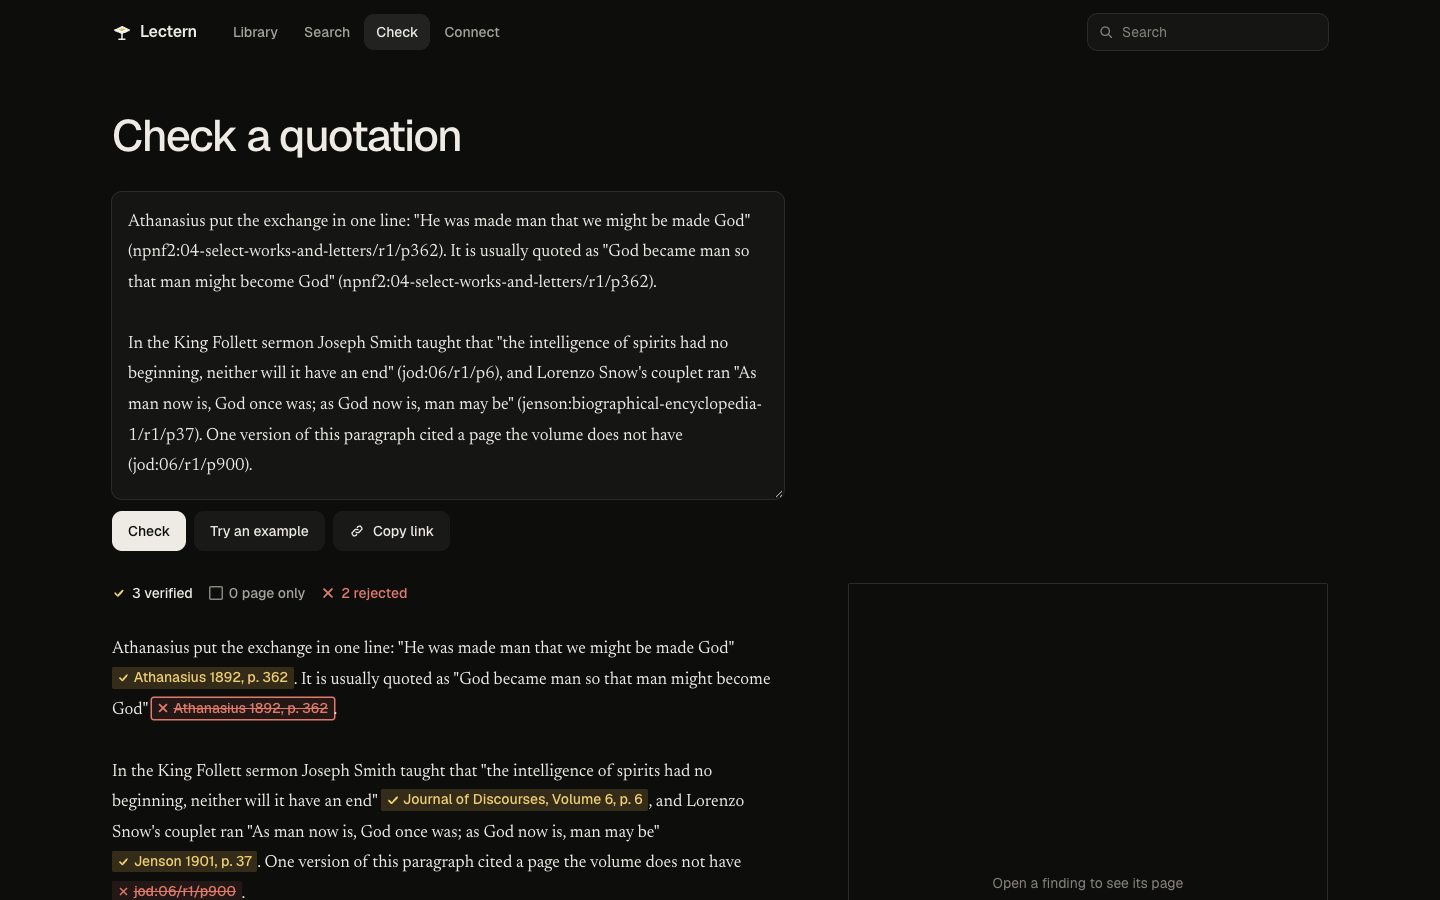 Lectern Library Search Check Connect Search
Check a quotation
Athanasius put the exchange in one line: "He was made man that we might be made God"
(npnf2:04-select-works-and-letters/r1/p362). It is usually quoted as "God became man so
that man might become God" (npnf2:04-select-works-and-letters/r1/p362).
In the King Follett sermon Joseph Smith taught that "the intelligence of spirits had no
beginning, neither will it have an end" (jod:06/r1/p6), and Lorenzo Snow's couplet ran "As
man now is, God once was; as God now is, man may be" (jenson:biographical-encyclopedia-
1/r1/p37). One version of this paragraph cited a page the volume does not have
(jod:06/r1/p900).
Check Try an example Copy link
3 verified 0 page only 2 rejected
Athanasius put the exchange in one line: "He was made man that we might be made God"
Athanasius 1892, p. 362. It is usually quoted as "God became man so that man might become
God" Athanasius 1892, p. 362.
In the King Follett sermon Joseph Smith taught that "the intelligence of spirits had no
beginning, neither will it have an end" Journal of Discourses, Volume 6, p. 6, and Lorenzo
Snow's couplet ran "As man now is, God once was; as God now is, man may be"
Jenson 1901, p. 37. One version of this paragraph cited a page the volume does not have
jod:06/r1/p900.
Open a finding to see its page